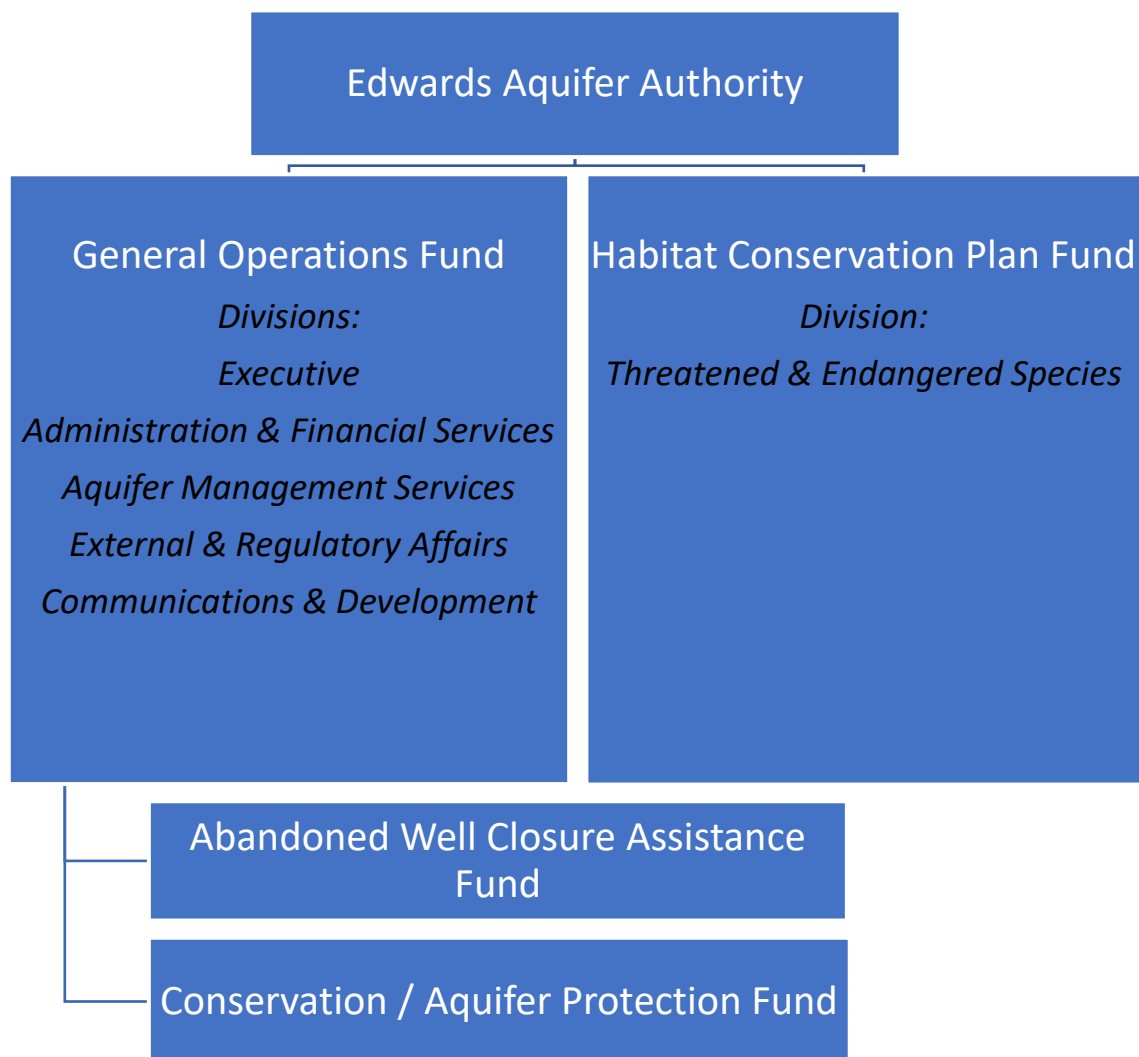 Edwards Aquifer Authority
General Operations Fund
Divisions:
Executive
Administration & Financial Services
Aquifer Management Services
External & Regulatory Affairs
Communications & Development
Habitat Conservation Plan Fund
Division:
Threatened & Endangered Species
Abandoned Well Closure Assistance
Fund
Conservation / Aquifer Protection Fund